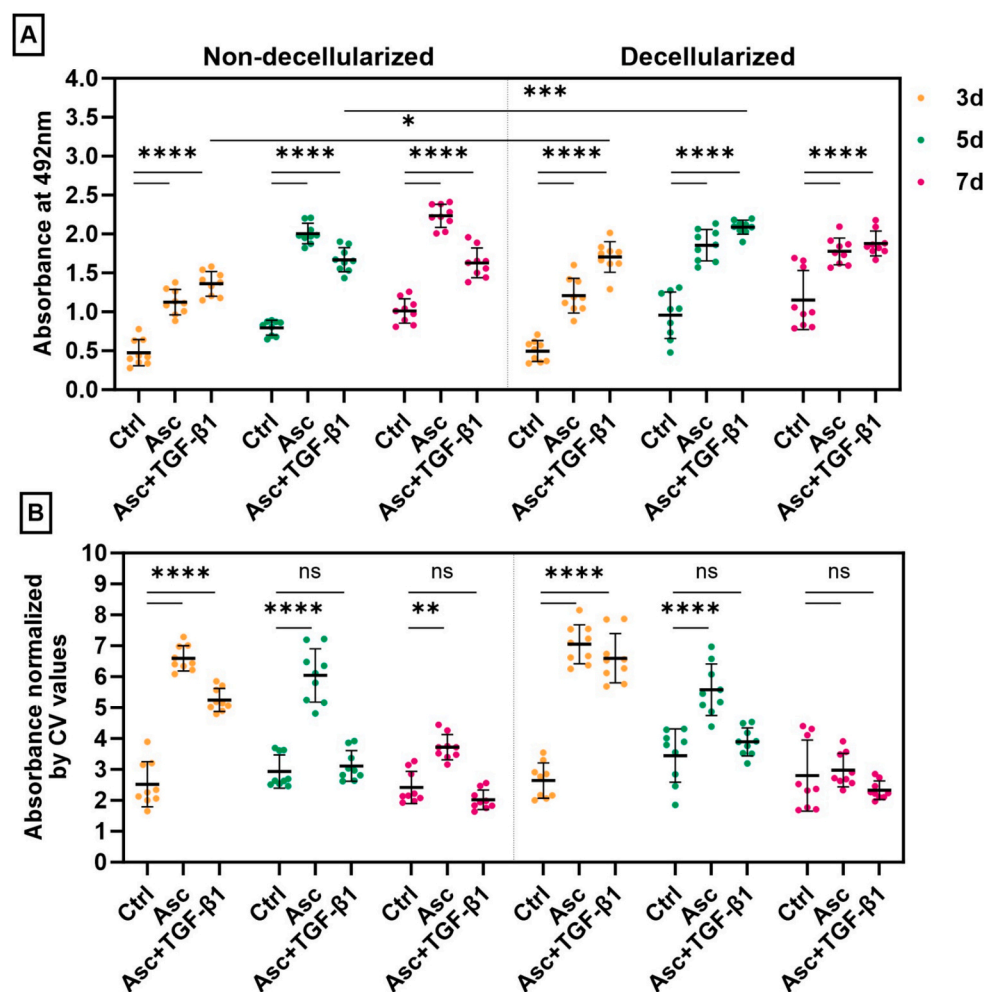 A
Non-decellularized Decellularized
Absorbance at 492nm
4.0
3.5
3.0
2.5
2.0
1.5
1.0
0.5
0.0
***
*
**** **** **** **** **** ****
3d
5d
7d
Ctrl Asc Asc+TGF-β1 Ctrl Asc Asc+TGF-β1 Ctrl Asc Asc+TGF-β1 Ctrl Asc Asc+TGF-β1 Ctrl Asc Asc+TGF-β1 Ctrl Asc Asc+TGF-β1
B
Absorbance normalized
by CV values
10
9
8
7
6
5
4
3
2
1
0
**** ns ns **** ns ns
**** ** ****
Ctrl Asc Asc+TGF-β1 Ctrl Asc Asc+TGF-β1 Ctrl Asc Asc+TGF-β1 Ctrl Asc Asc+TGF-β1 Ctrl Asc Asc+TGF-β1 Ctrl Asc Asc+TGF-β1